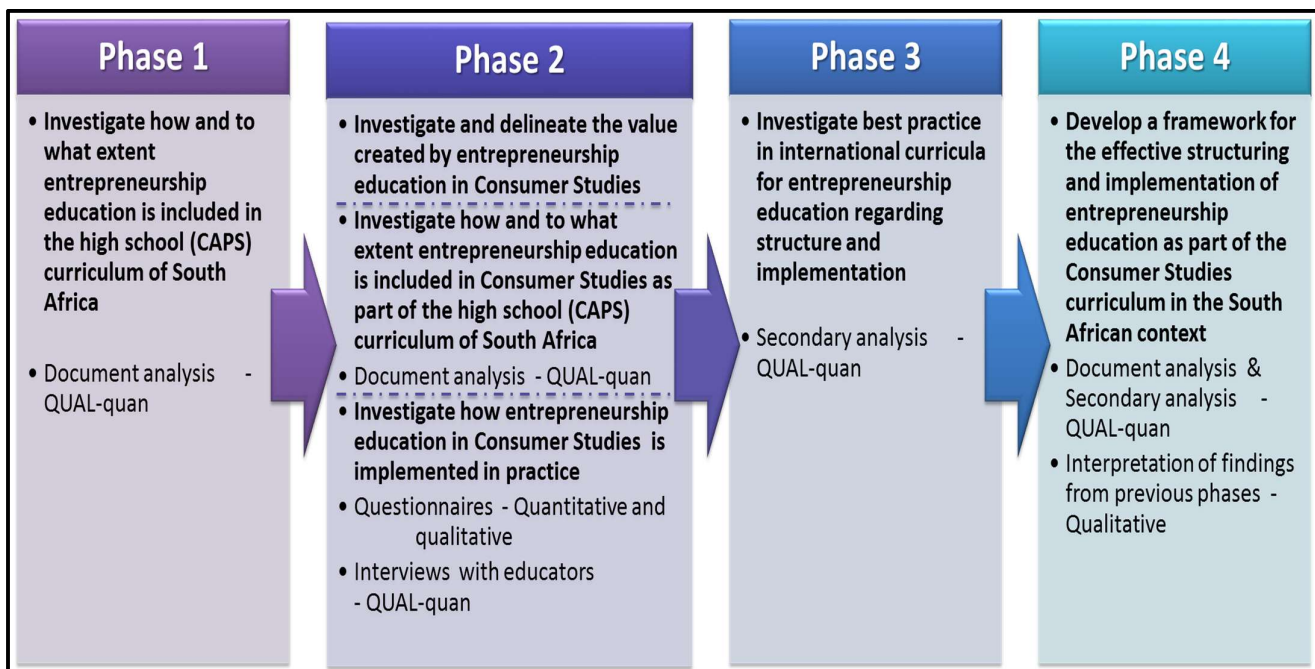 Phase 1
• Investigate how and to
what extent
entrepreneurship
education is included in
the high school (CAPS)
curriculum of South
Africa
• Document analysis -
QUAL-quan
Phase 2
• Investigate and delineate the value
created by entrepreneurship
education in Consumer Studies
• Investigate how and to what
extent entrepreneurship education
is included in Consumer Studies as
part of the high school (CAPS)
curriculum of South Africa
• Document analysis - QUAL-quan
• Investigate how entrepreneurship
education in Consumer Studies is
implemented in practice
• Questionnaires - Quantitative and
qualitative
• Interviews with educators
- QUAL-quan
Phase 3
• Investigate best practice
in international curricula
for entrepreneurship
education regarding
structure and
implementation
• Secondary analysis -
QUAL-quan
Phase 4
• Develop a framework for
the effective structuring
and implementation of
entrepreneurship
education as part of the
Consumer Studies
curriculum in the South
African context
• Document analysis &
Secondary analysis -
QUAL-quan
• Interpretation of findings
from previous phases -
Qualitative